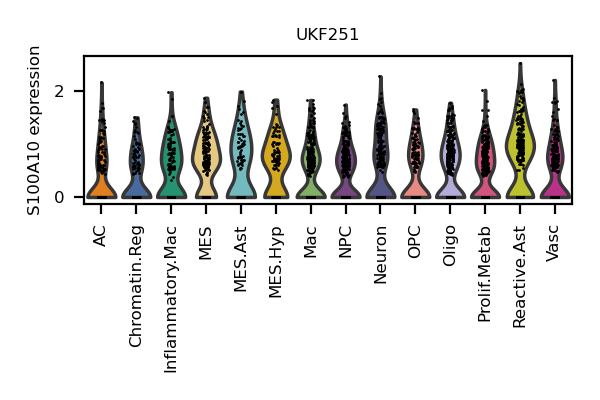 UKF251
S100A10 expression
2
0
AC
Chromatin.Reg
Inflammatory.Mac
MES
MES.Ast
MES.Hyp
Mac
NPC
Neuron
OPC
Oligo
Prolif.Metab
Reactive.Ast
Vasc